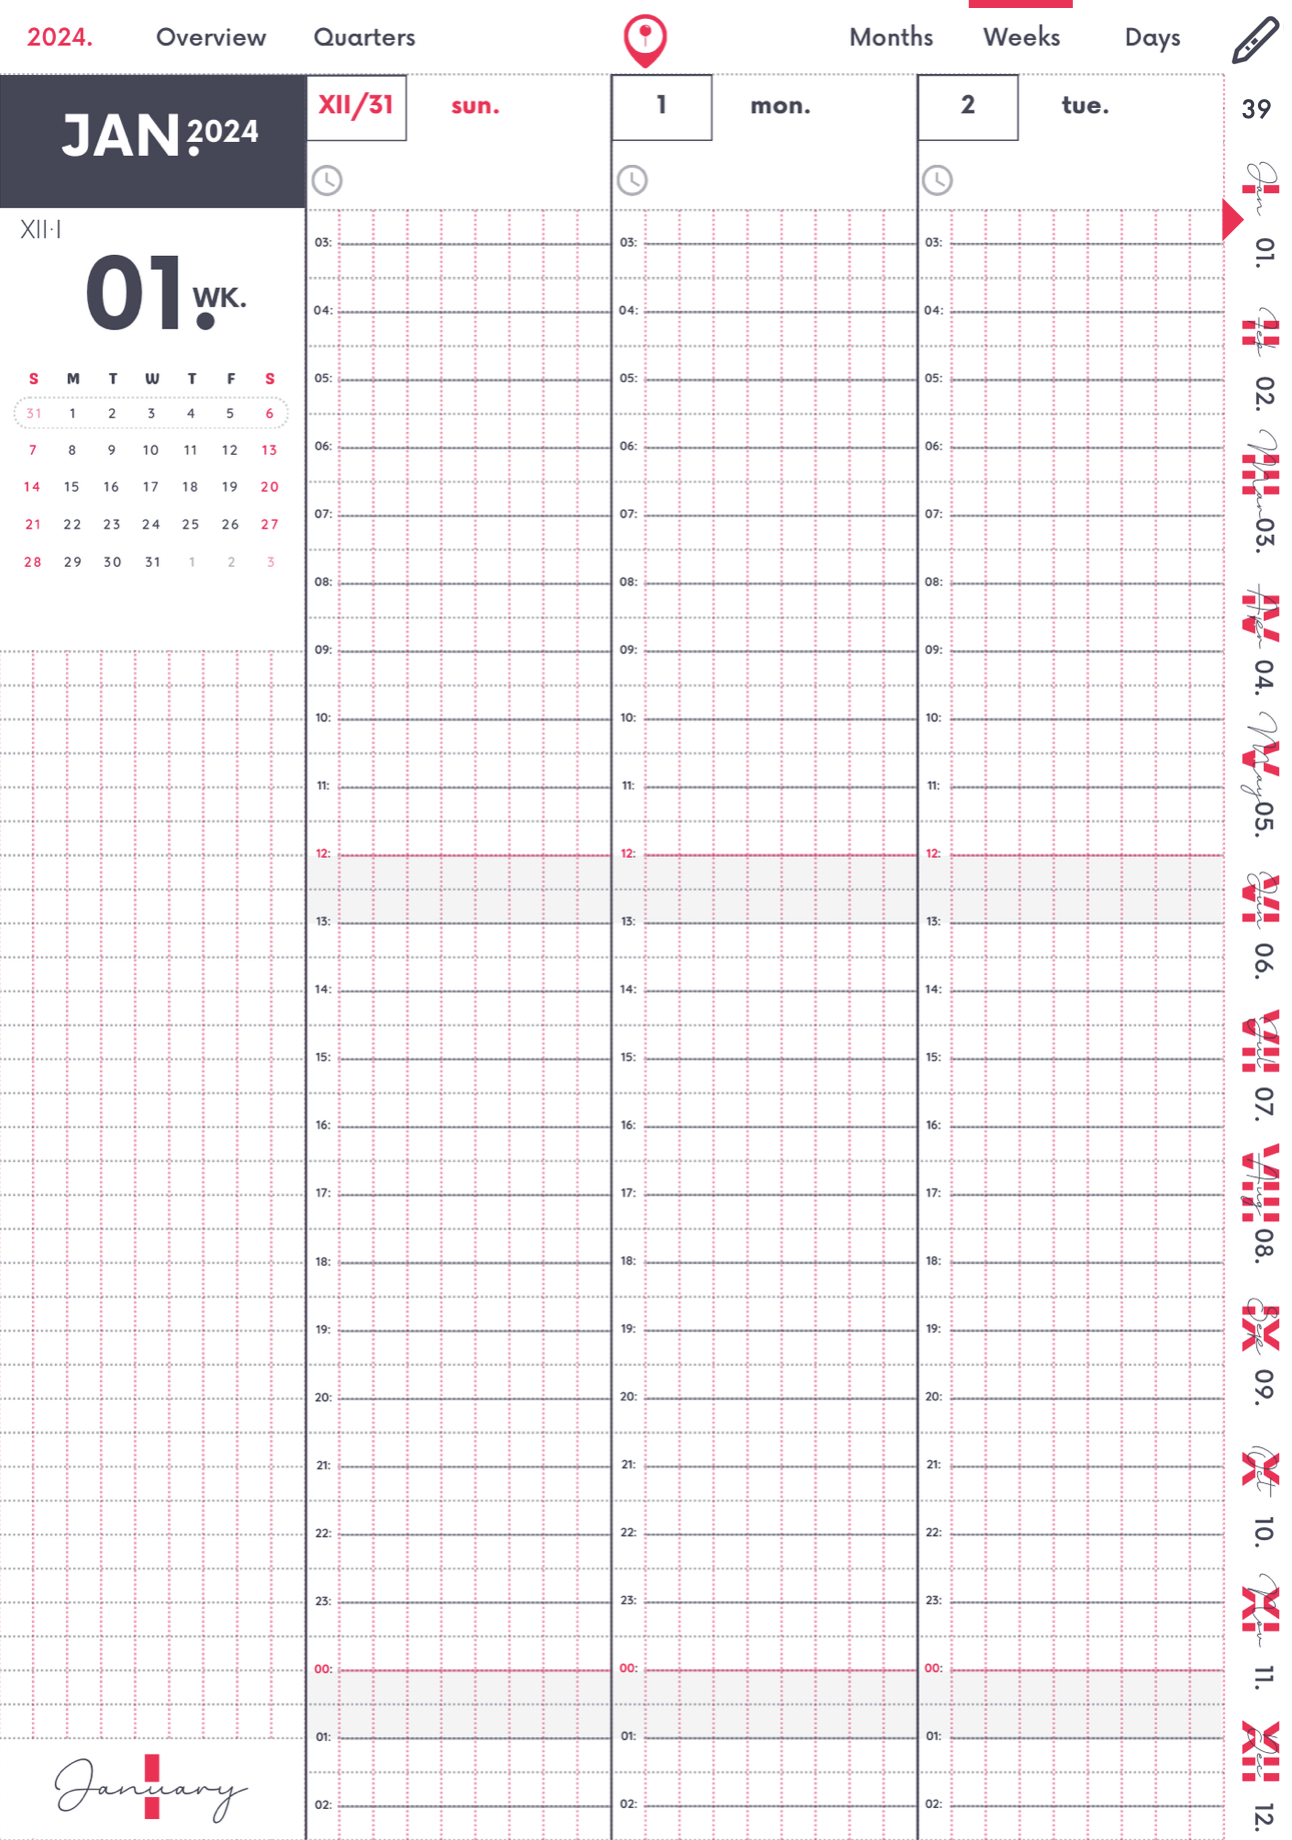 2024. Overview Quarters Months Weeks Days
JAN. 2024
XII·I
01. WK.
S M T W T F S
31 1 2 3 4 5 6
7 8 9 10 11 12 13
14 15 16 17 18 19 20
21 22 23 24 25 26 27
28 29 30 31 1 2 3
January
I
XII/31 sun.
03:
04:
05:
06:
07:
08:
09:
10:
11:
12:
13:
14:
15:
16:
17:
18:
19:
20:
21:
22:
23:
00:
01:
02:
1 mon.
03:
04:
05:
06:
07:
08:
09:
10:
11:
12:
13:
14:
15:
16:
17:
18:
19:
20:
21:
22:
23:
00:
01:
02:
2 tue.
03:
04:
05:
06:
07:
08:
09:
10:
11:
12:
13:
14:
15:
16:
17:
18:
19:
20:
21:
22:
23:
00:
01:
02:
39
I Jan 01.
II Feb 02.
III Mar 03.
IV Apr 04.
V May 05.
VI Jun 06.
VII Jul 07.
VIII Aug 08.
IX Sep 09.
X Oct 10.
XI Nov 11.
XII Dec 12.